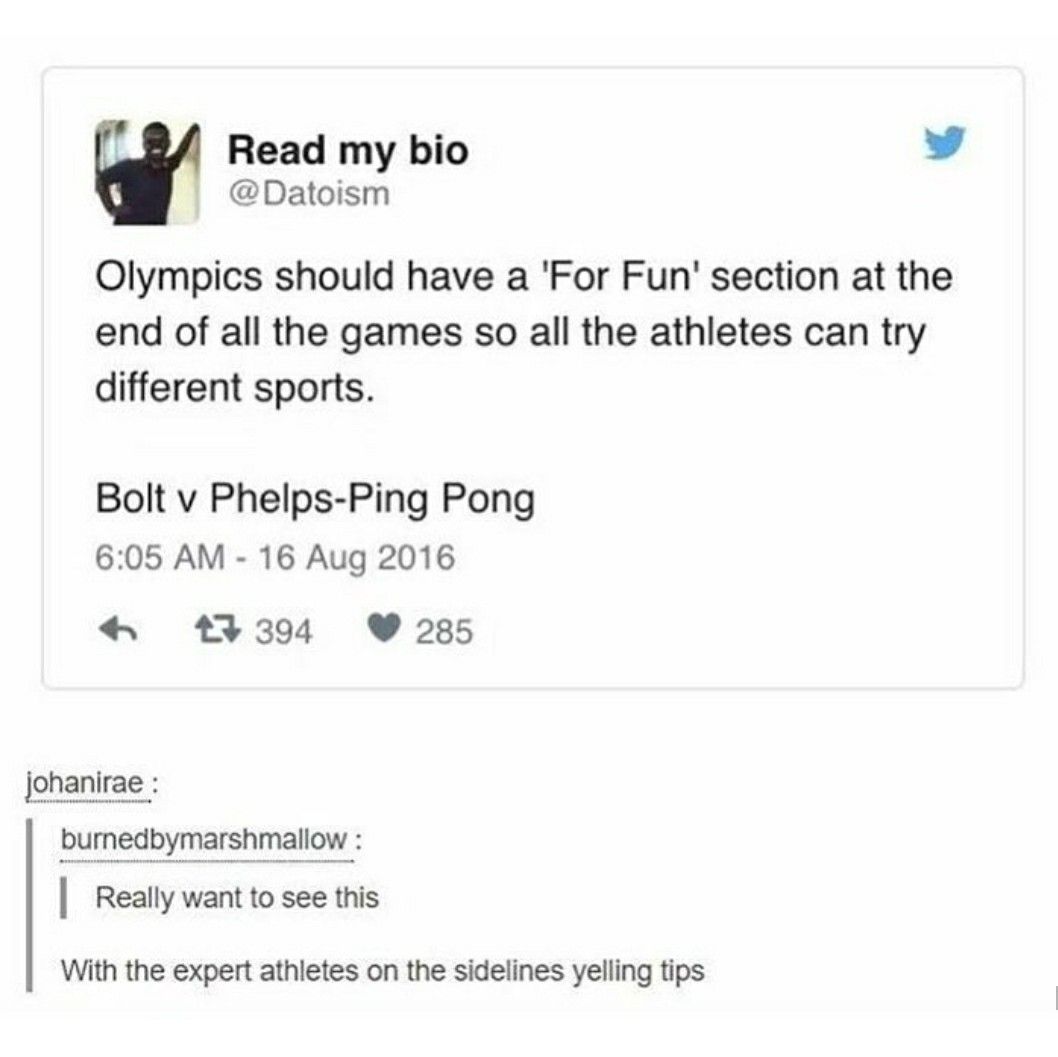 Read my bio
@Datoism
Olympics should have a 'For Fun' section at the
end of all the games so all the athletes can try
different sports.
Bolt v Phelps-Ping Pong
6:05 AM - 16 Aug 2016
394 285
johanirae :
burnedbymarshmallow :
Really want to see this
With the expert athletes on the sidelines yelling tips